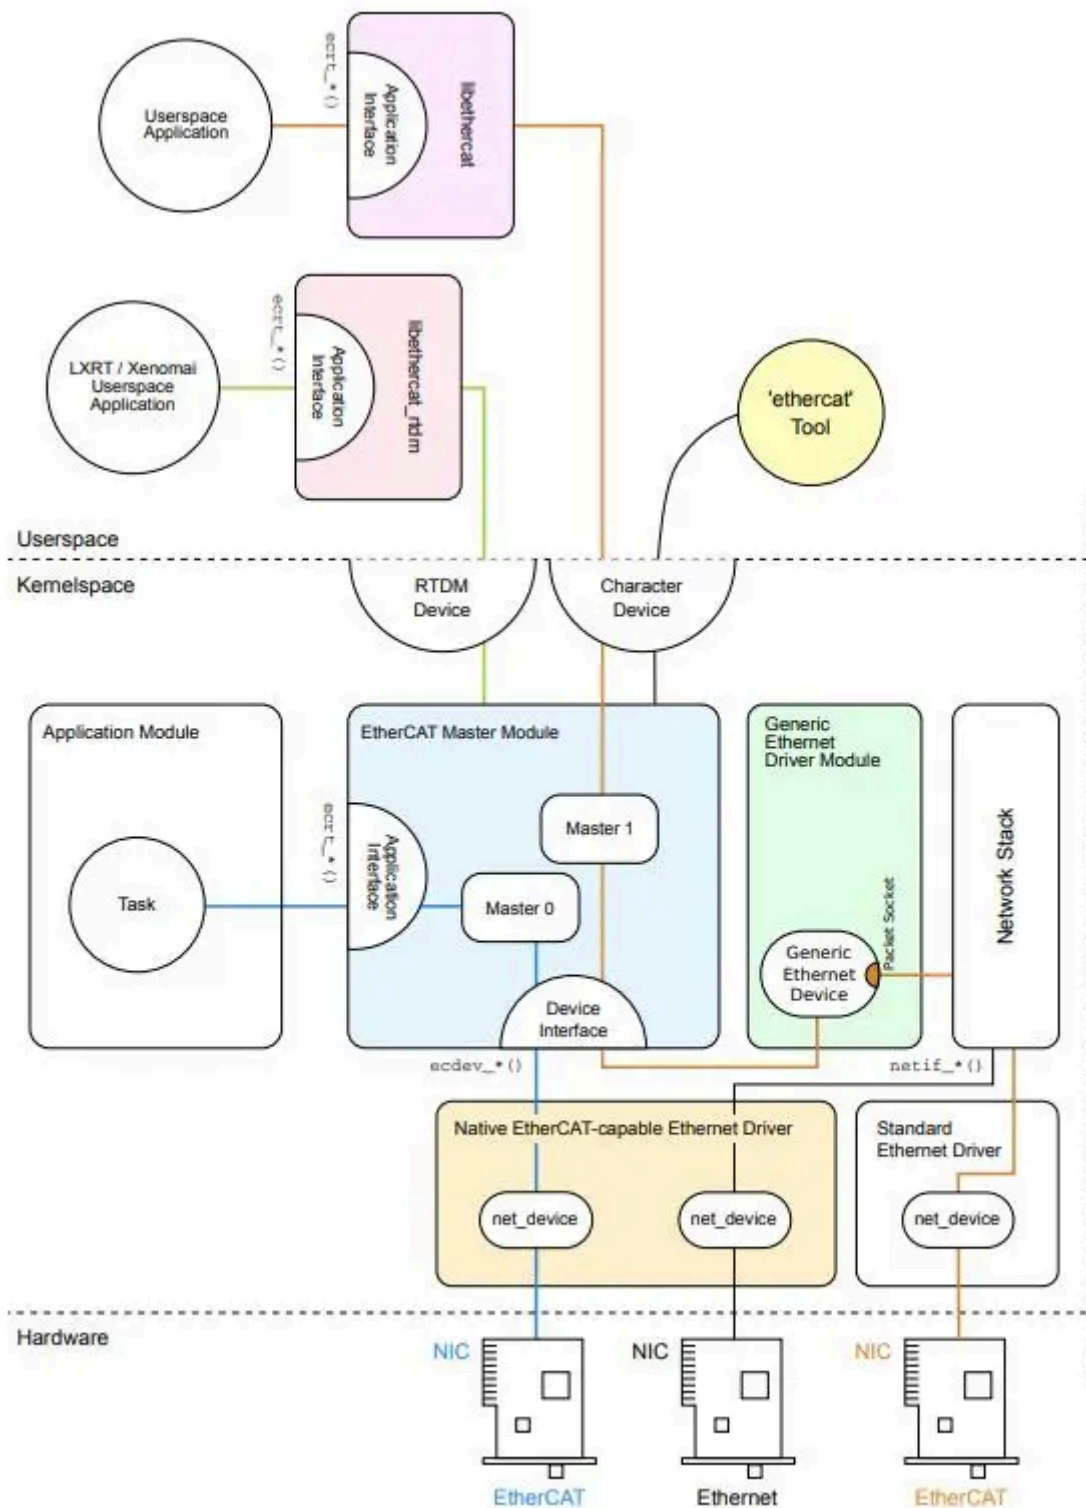 Userspace
Application
ecrt_*()
Application
Interface
libethercat
LXRT / Xenomai
Userspace
Application
ecrt_*()
Application
Interface
libethercat_rtdm
'ethercat'
Tool
Userspace
Kernelspace
RTDM
Device
Character
Device
Application Module
Task
EtherCAT Master Module
ecrt_*()
Application
Interface
Master 1
Master 0
Device
Interface
Generic
Ethernet
Driver Module
Generic
Ethernet
Device
Packet Socket
Network Stack
ecdev_*()
netif_*()
Native EtherCAT-capable Ethernet Driver
net_device
net_device
Standard
Ethernet Driver
net_device
Hardware
NIC
NIC
NIC
EtherCAT
Ethernet
EtherCAT